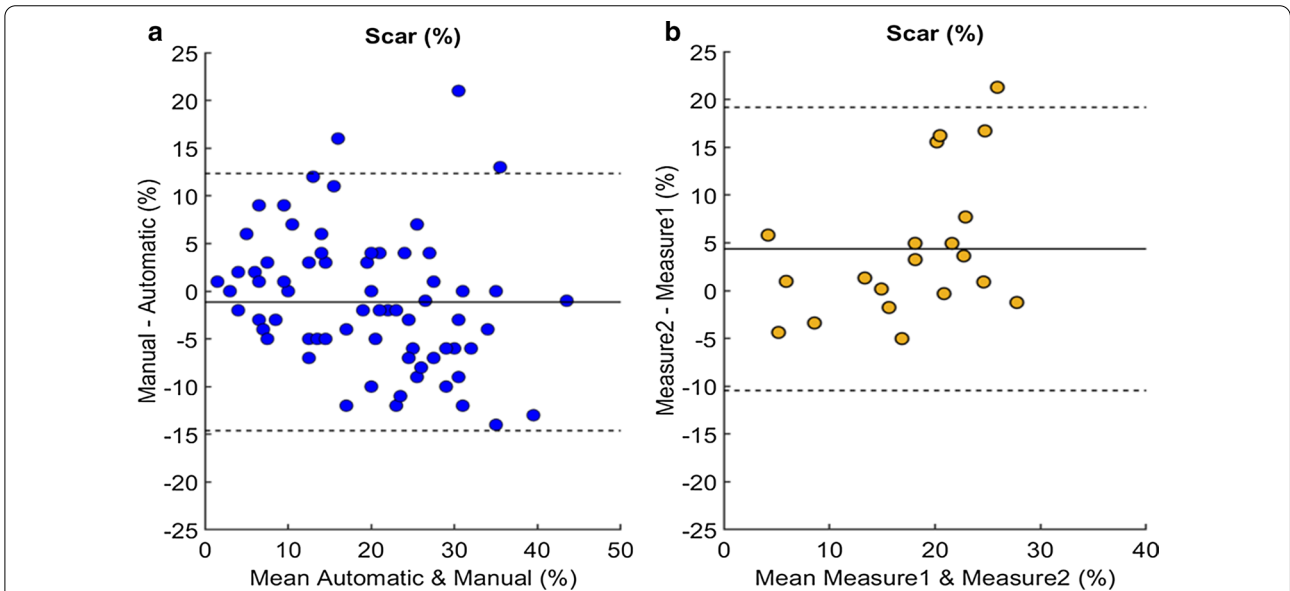 a
Scar (%)
25
20
15
10
5
0
-5
-10
-15
-20
-25
Manual - Automatic (%)
0 10 20 30 40 50
Mean Automatic & Manual (%)
b
Scar (%)
25
20
15
10
5
0
-5
-10
-15
-20
-25
Measure2 - Measure1 (%)
0 10 20 30 40
Mean Measure1 & Measure2 (%)